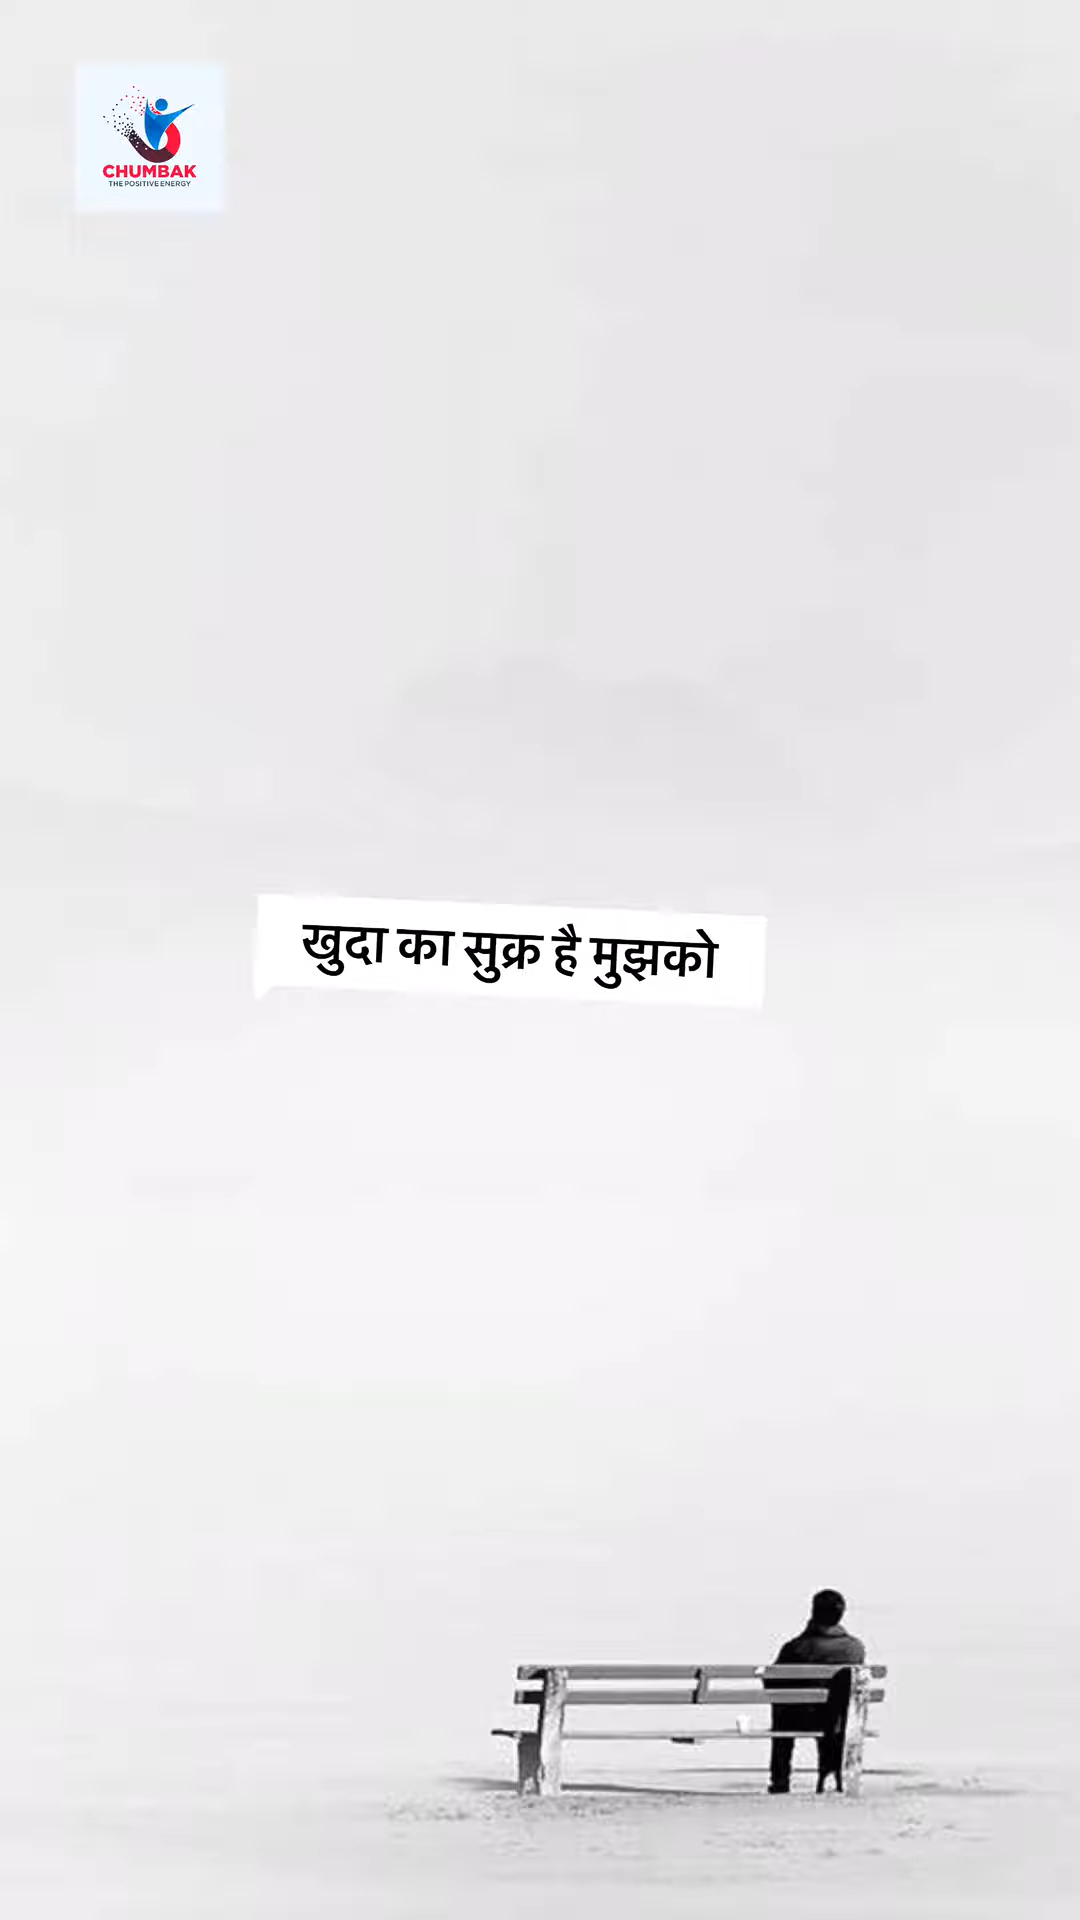 CHUMBAK
THE POSITIVE ENERGY
खुदा का सुक्र है मुझको